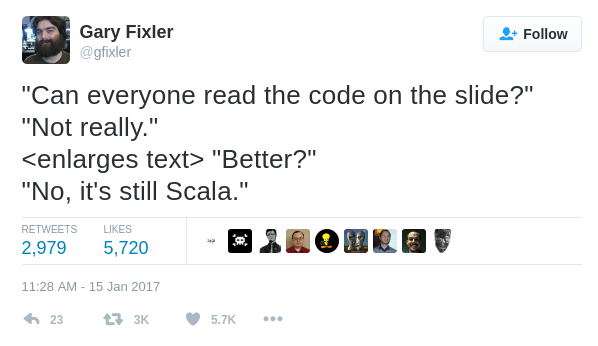 Gary Fixler
@gfixler
Follow
"Can everyone read the code on the slide?"
"Not really."
<enlarges text> "Better?"
"No, it's still Scala."
RETWEETS LIKES
2,979 5,720
11:28 AM - 15 Jan 2017
23 3K 5.7K